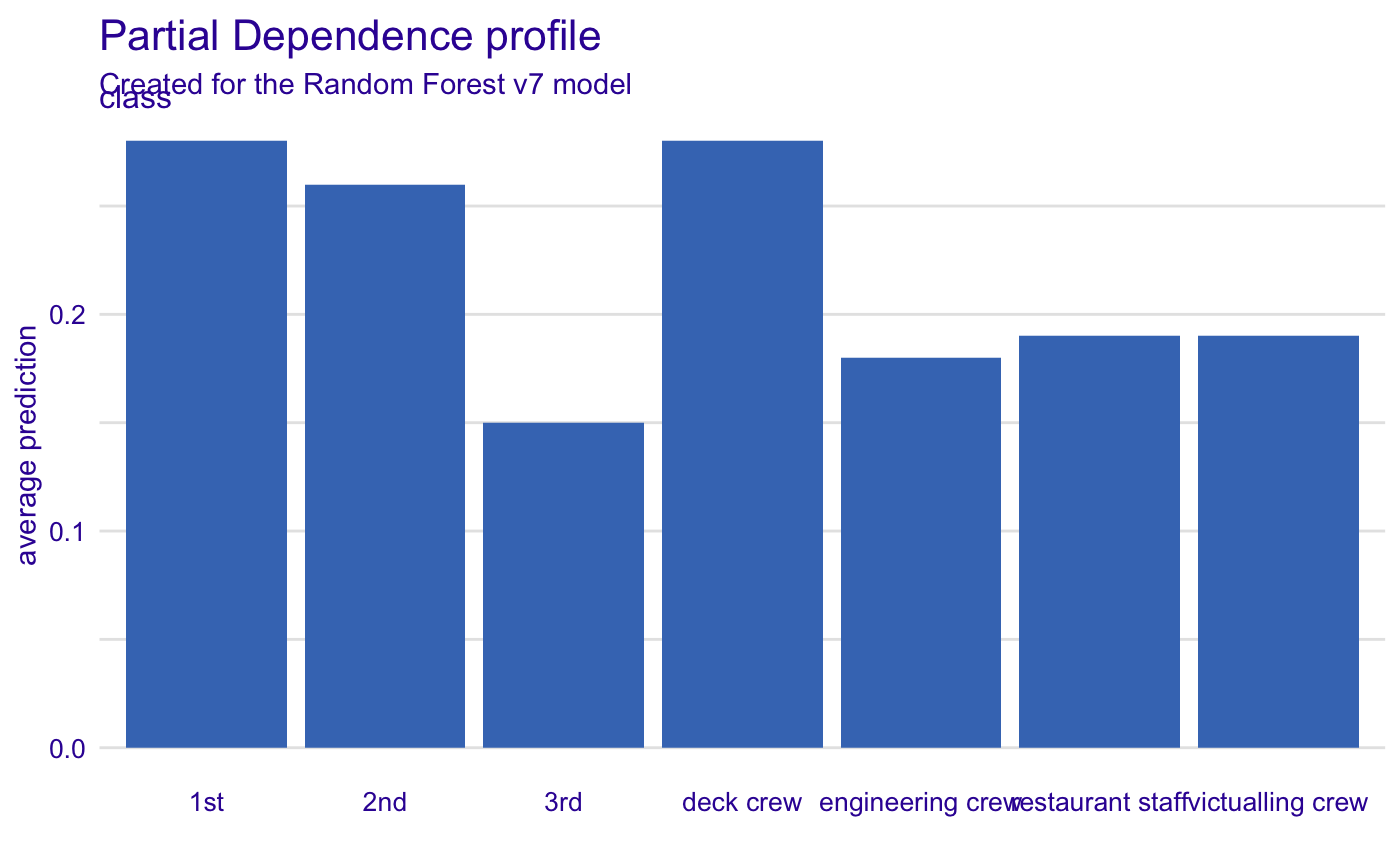 Partial Dependence profile
Created for the Random Forest v7 model
class
average prediction
0.2
0.1
0.0
1st 2nd 3rd deck crew engineering crew restaurant staff victualling crew